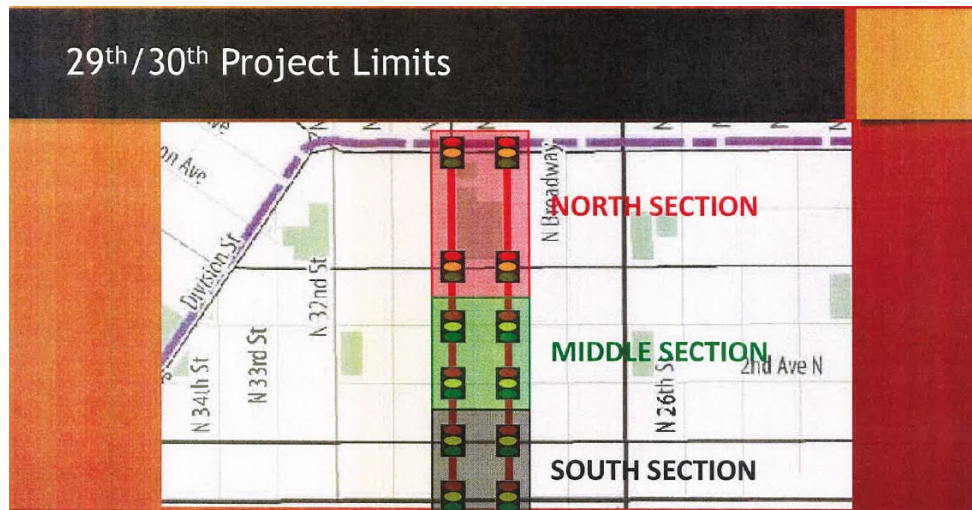 29th/30th Project Limits
on Ave
Division St
N 34th St
N 33rd St
N 32nd St
N Broadway
NORTH SECTION
MIDDLE SECTION
2nd Ave N
N 26th St
SOUTH SECTION